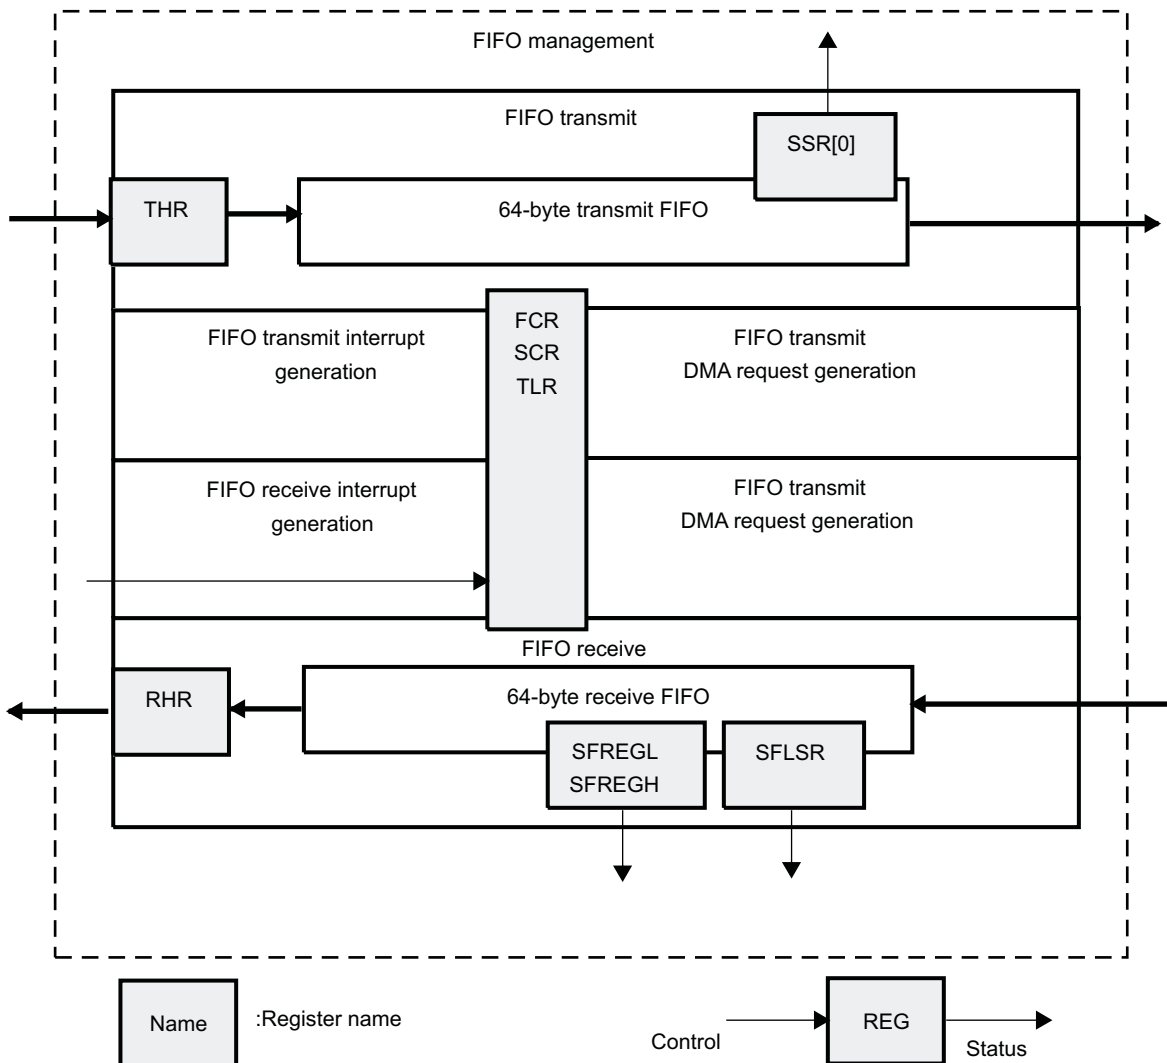 FIFO management
FIFO transmit
SSR[0]
THR
64-byte transmit FIFO
FIFO transmit interrupt
generation
FCR
SCR
TLR
FIFO transmit
DMA request generation
FIFO receive interrupt
generation
FIFO transmit
DMA request generation
FIFO receive
RHR
64-byte receive FIFO
SFREGL
SFREGH
SFLSR
Name
:Register name
Control
REG
Status